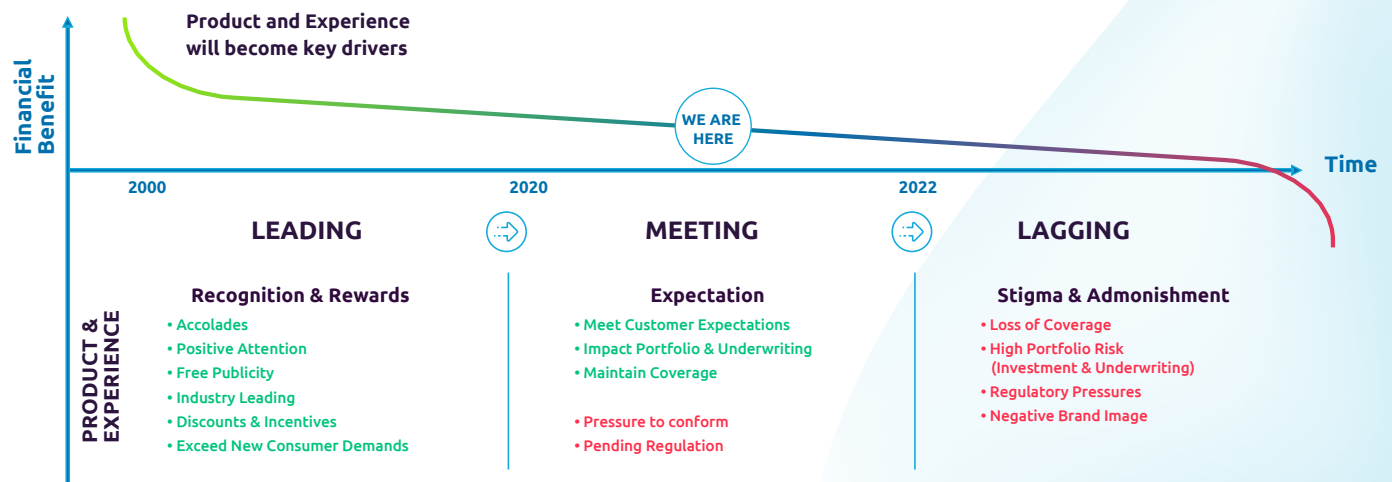 Product and Experience
will become key drivers
Financial
Benefit
WE ARE
HERE
Time
2000
2020
2022
LEADING
MEETING
LAGGING
PRODUCT &
EXPERIENCE
Recognition & Rewards
• Accolades
• Positive Attention
• Free Publicity
• Industry Leading
• Discounts & Incentives
• Exceed New Consumer Demands
Expectation
• Meet Customer Expectations
• Impact Portfolio & Underwriting
• Maintain Coverage
• Pressure to conform
• Pending Regulation
Stigma & Admonishment
• Loss of Coverage
• High Portfolio Risk
(Investment & Underwriting)
• Regulatory Pressures
• Negative Brand Image